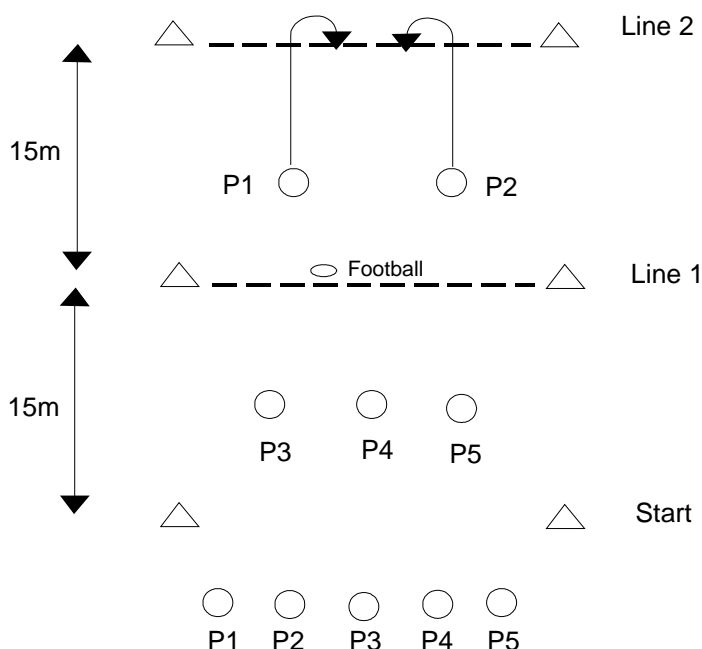 Line 2
15m
P1 P2
Football
Line 1
15m
P3 P4 P5
Start
P1 P2 P3 P4 P5